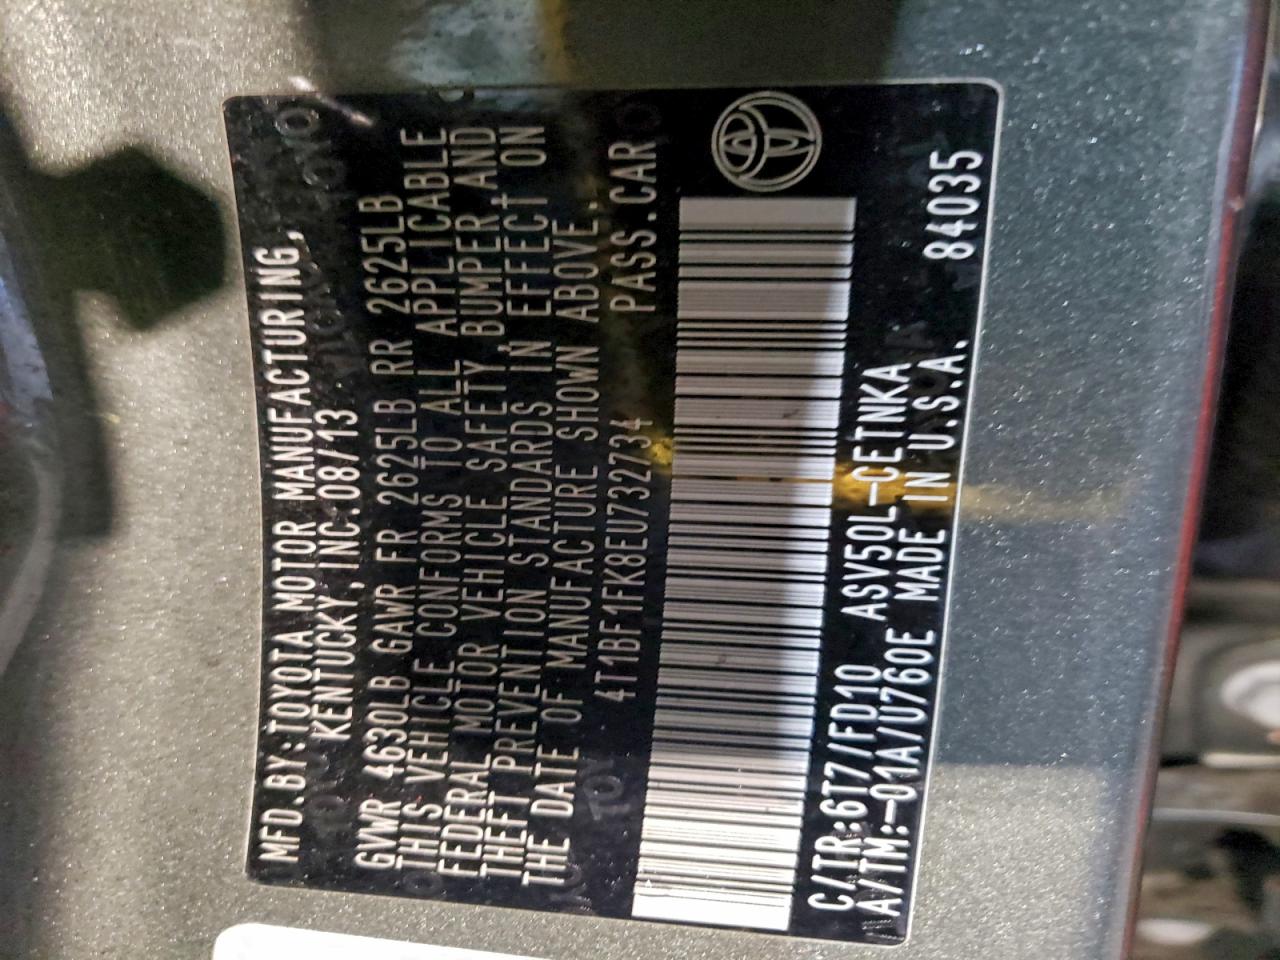 MFD.BY:TOYOTA MOTOR MANUFACTURING,
KENTUCKY,INC.08/13
GVWR 4630LB GAWR FR 2625LB RR 2625LB
THIS VEHICLE CONFORMS TO ALL APPLICABLE
FEDERAL MOTOR VEHICLE SAFETY,BUMPER,AND
THEFT PREVENTION STANDARDS IN EFFECT ON
THE DATE OF MANUFACTURE SHOWN ABOVE.
4T1BF1FK8EU732734 PASS.CAR
C/TR:6T7/FD10 ASV50L-CETNKA
A/TM:-01A/U760E MADE IN U.S.A. 84035